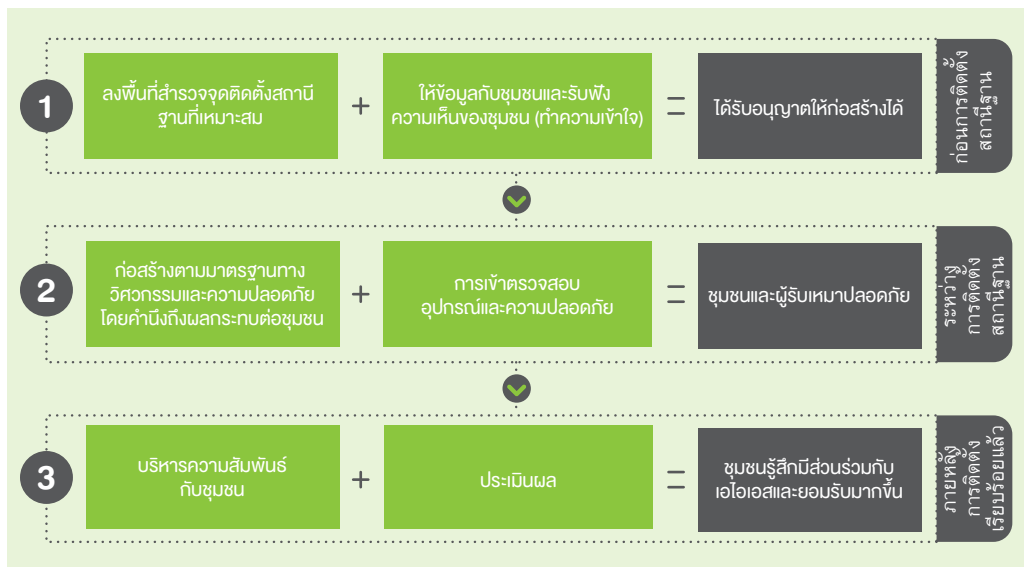 1
ลงพื้นที่สำรวจจุดติดตั้งสถานี
ฐานที่เหมาะสม
+
ให้ข้อมูลกับชุมชนและรับฟัง
ความเห็นของชุมชน (ทำความเข้าใจ)
=
ได้รับอนุญาตให้ก่อสร้างได้
ก่อนการติดตั้ง
สถานีฐาน
2
ก่อสร้างตามมาตรฐานทาง
วิศวกรรมและความปลอดภัย
โดยคำนึงถึงผลกระทบต่อชุมชน
+
การเข้าตรวจสอบ
อุปกรณ์และความปลอดภัย
=
ชุมชนและผู้รับเหมาปลอดภัย
ระหว่าง
การติดตั้ง
สถานีฐาน
3
บริหารความสัมพันธ์
กับชุมชน
+
ประเมินผล
=
ชุมชนรู้สึกมีส่วนร่วมกับ
เอไอเอสและยอมรับมากขึ้น
ภายหลัง
การติดตั้ง
เรียบร้อยแล้ว